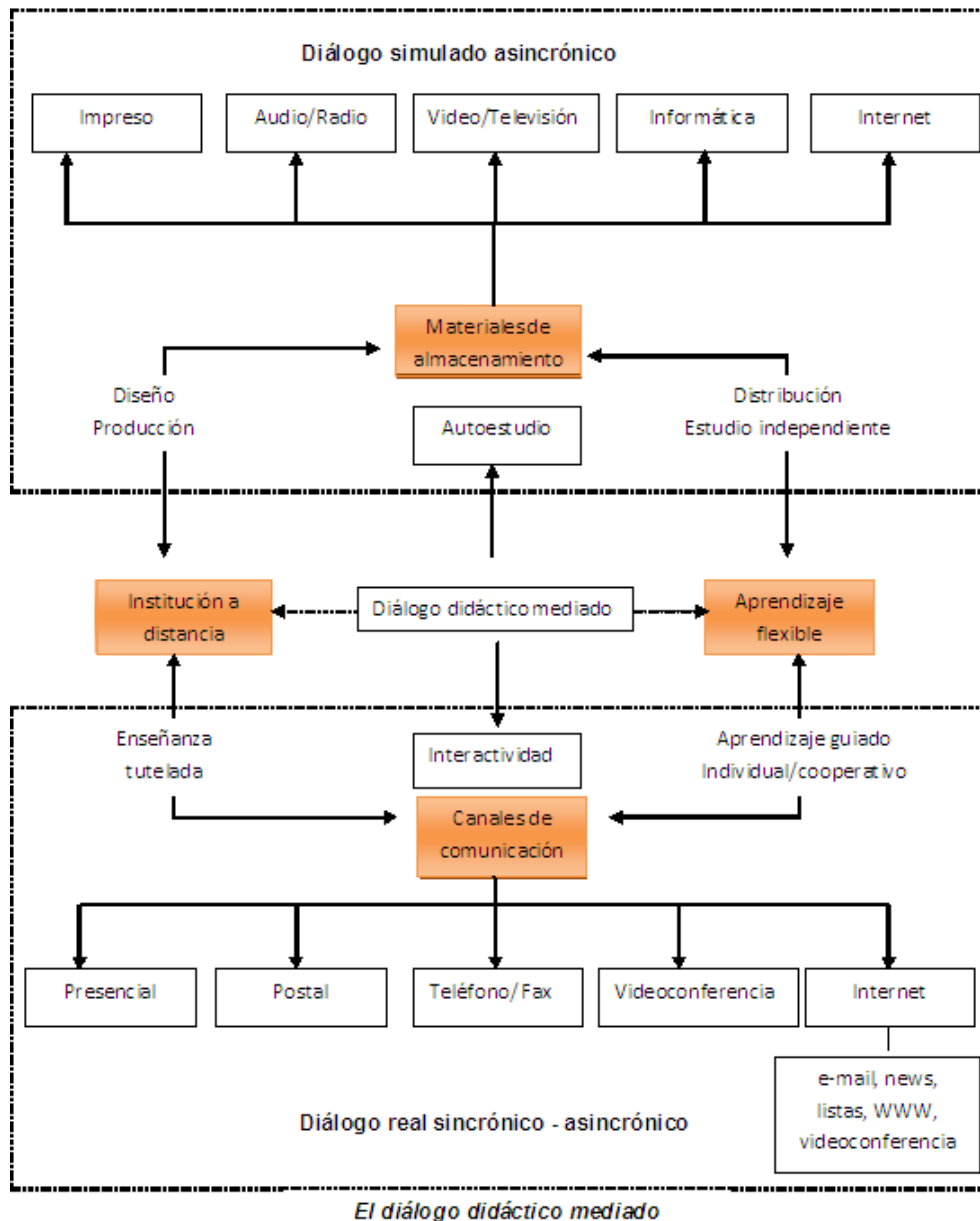 Diálogo simulado asincrónico
Impreso
Audio/Radio
Video/Televisión
Informática
Internet
Materiales de
almacenamiento
Diseño
Producción
Distribución
Estudio independiente
Autoestudio
Institución a
distancia
Diálogo didáctico mediado
Aprendizaje
flexible
Enseñanza
tutelada
Interactividad
Aprendizaje guiado
Individual/cooperativo
Canales de
comunicación
Presencial
Postal
Teléfono/ Fax
Videoconferencia
Internet
e-mail, news,
listas, WWW,
videoconferencia
Diálogo real sincrónico - asincrónico
El diálogo didáctico mediado